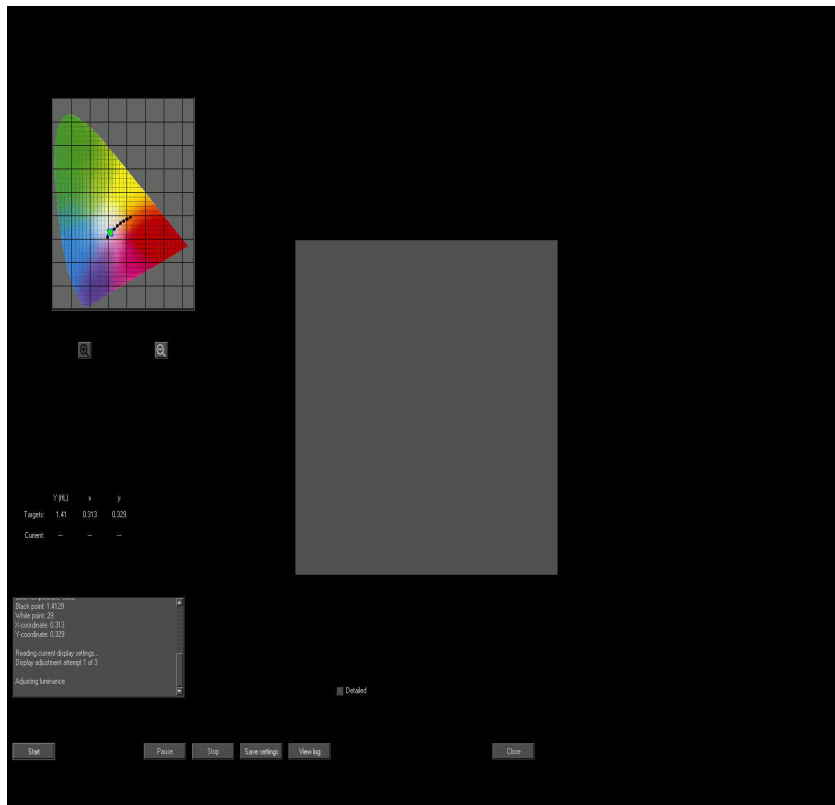 Y [ftL] x y
Targets: 1.41 0.313 0.329
Current: --- --- ---
Black point: 1.4129
White point: 29
X-coordinate: 0.313
Y-coordinate: 0.329
Reading current display settings...
Display adjustment attempt 1 of 3
Adjusting luminance
Detailed
Start Pause Stop Save settings View log Close